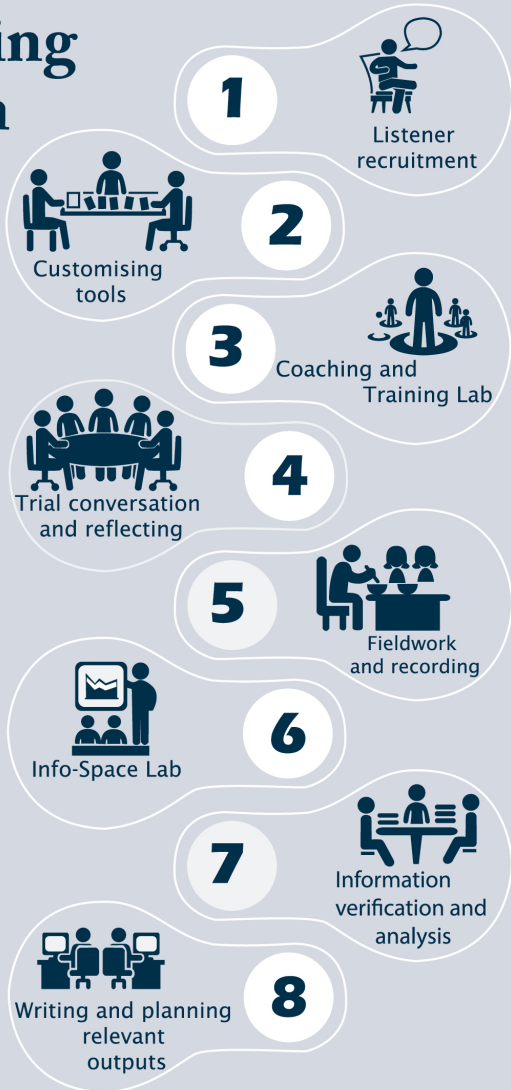 ing
1
Listener
recruitment
2
Customising
tools
3
Coaching and
Training Lab
4
Trial conversation
and reflecting
5
Fieldwork
and recording
6
Info-Space Lab
7
Information
verification and
analysis
8
Writing and planning
relevant
outputs